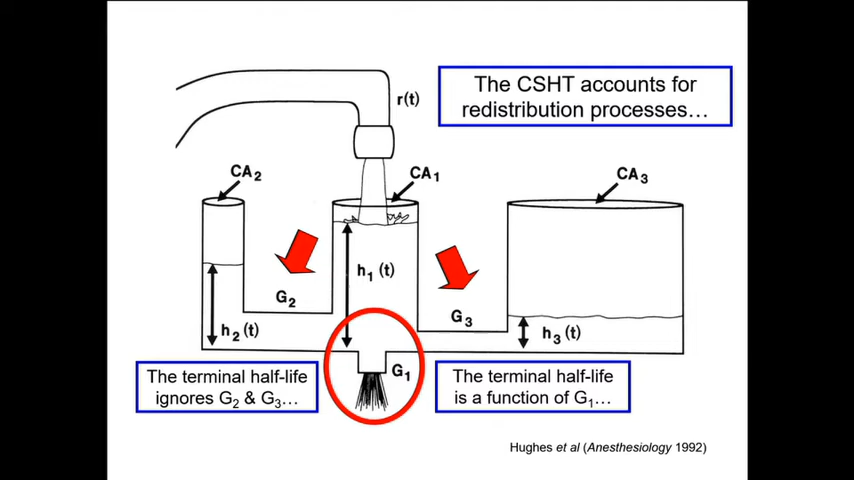 The CSHT accounts for
redistribution processes…
r(t)
CA2
CA1
CA3
h1 (t)
G2
G3
h2(t)
h3(t)
G1
The terminal half-life
ignores G2 & G3…
The terminal half-life
is a function of G1…
Hughes et al (Anesthesiology 1992)